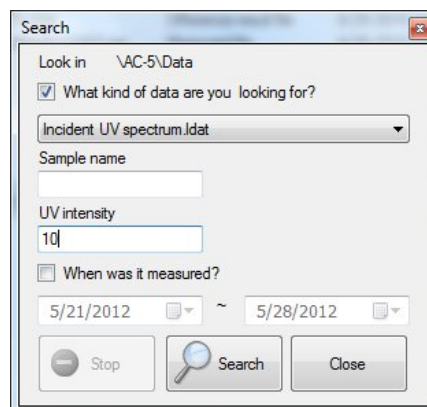 Search
Look in \AC-5\Data
What kind of data are you looking for?
Incident UV spectrum.ldat
Sample name
UV intensity
10
When was it measured?
5/21/2012 ~ 5/28/2012
Stop Search Close